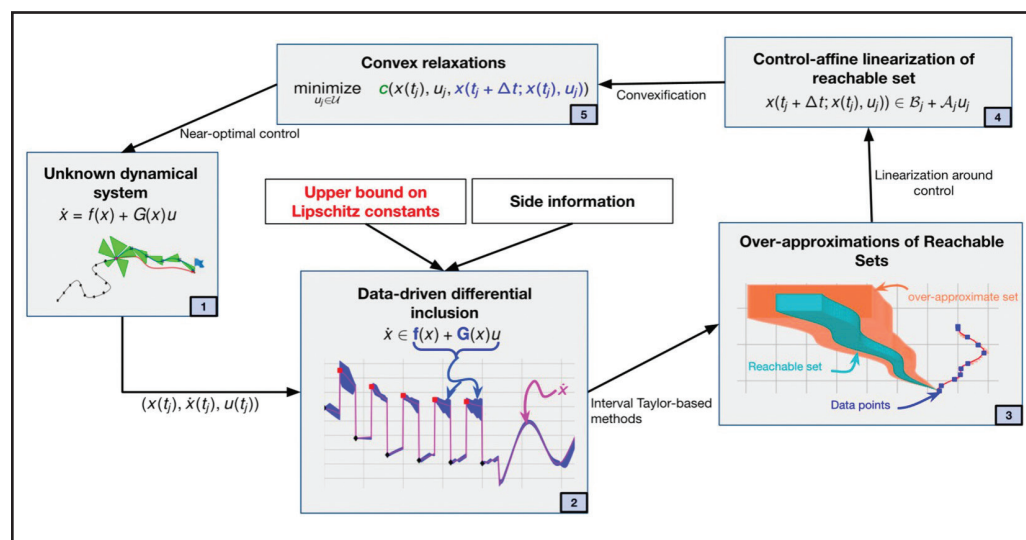 Convex relaxations
minimize c(x(tⱼ), uⱼ, x(tⱼ + Δt; x(tⱼ), uⱼ))
uⱼ∈𝒰
5
Control-affine linearization of
reachable set
x(tⱼ + Δt; x(tⱼ), uⱼ)) ∈ ℬⱼ + 𝒜ⱼuⱼ
4
Convexification
Near-optimal control
Unknown dynamical
system
ẋ = f(x) + G(x)u
1
Upper bound on
Lipschitz constants
Side information
Linearization around
control
Data-driven differential
inclusion
ẋ ∈ f(x) + G(x)u
ẋ
2
(x(tⱼ), ẋ(tⱼ), u(tⱼ))
Interval Taylor-based
methods
Over-approximations of Reachable
Sets
over-approximate set
Reachable set
Data points
3